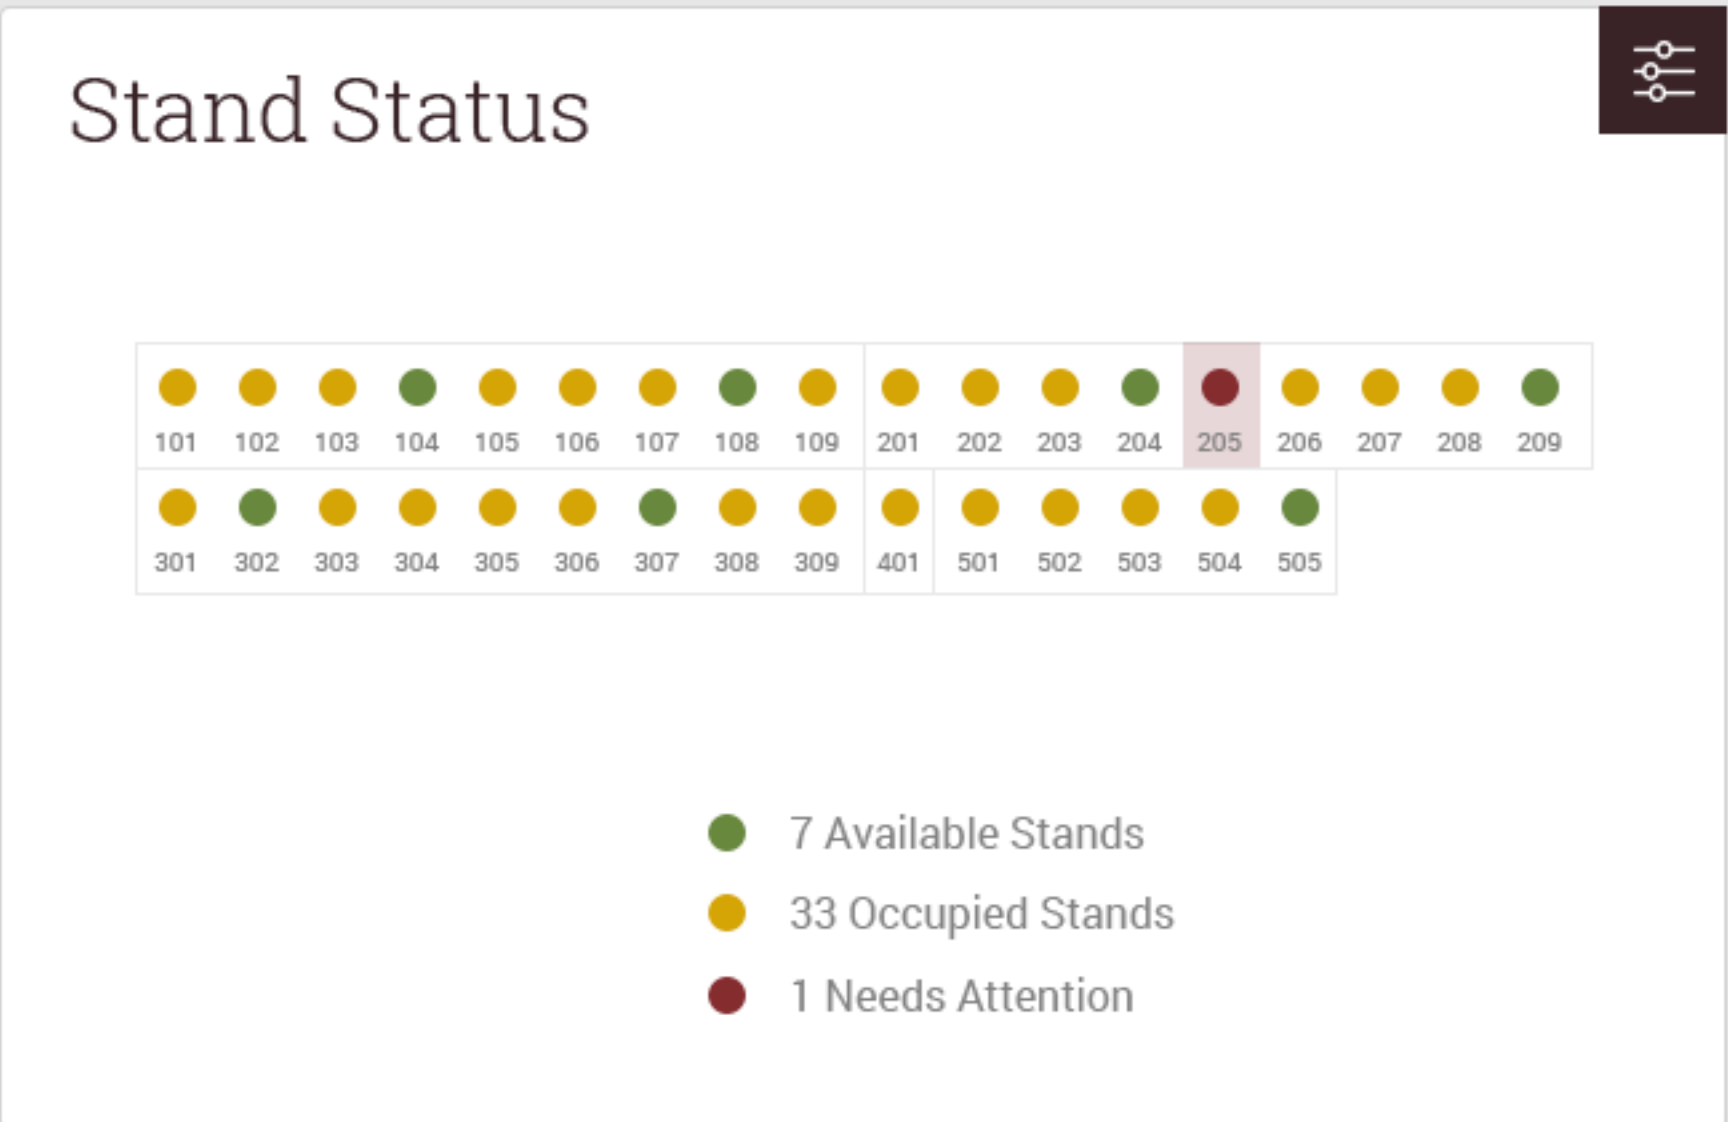 Stand Status
101 102 103 104 105 106 107 108 109 201 202 203 204 205 206 207 208 209
301 302 303 304 305 306 307 308 309 401 501 502 503 504 505
7 Available Stands
33 Occupied Stands
1 Needs Attention